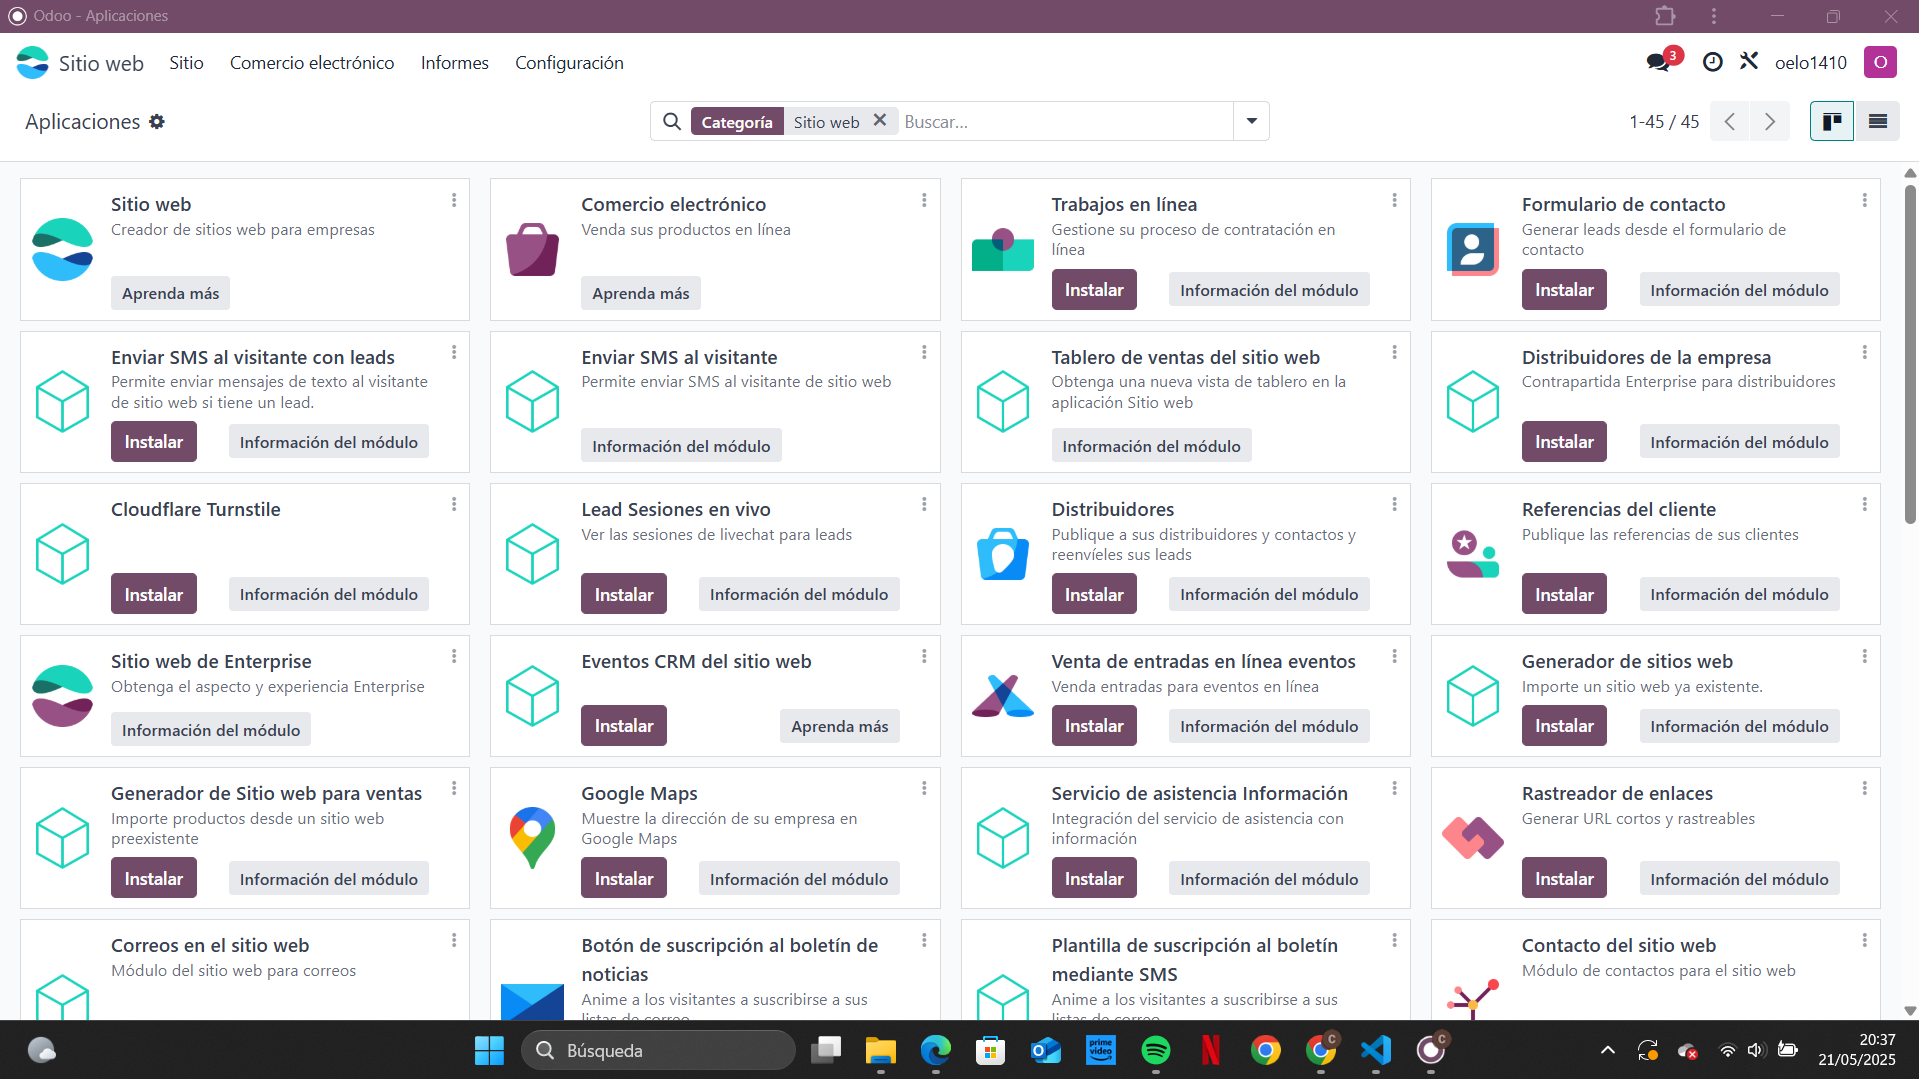 Odoo - Aplicaciones
Sitio web Sitio Comercio electrónico Informes Configuración 3 oelo1410 O
Aplicaciones Categoría Sitio web Buscar... 1-45 / 45
Sitio web
Creador de sitios web para empresas
Aprenda más
Comercio electrónico
Venda sus productos en línea
Aprenda más
Trabajos en línea
Gestione su proceso de contratación en
línea
Instalar Información del módulo
Formulario de contacto
Generar leads desde el formulario de
contacto
Instalar Información del módulo
Enviar SMS al visitante con leads
Permite enviar mensajes de texto al visitante
de sitio web si tiene un lead.
Instalar Información del módulo
Enviar SMS al visitante
Permite enviar SMS al visitante de sitio web
Información del módulo
Tablero de ventas del sitio web
Obtenga una nueva vista de tablero en la
aplicación Sitio web
Información del módulo
Distribuidores de la empresa
Contrapartida Enterprise para distribuidores
Instalar Información del módulo
Cloudflare Turnstile
Instalar Información del módulo
Lead Sesiones en vivo
Ver las sesiones de livechat para leads
Instalar Información del módulo
Distribuidores
Publique a sus distribuidores y contactos y
reenvíeles sus leads
Instalar Información del módulo
Referencias del cliente
Publique las referencias de sus clientes
Instalar Información del módulo
Sitio web de Enterprise
Obtenga el aspecto y experiencia Enterprise
Información del módulo
Eventos CRM del sitio web
Instalar Aprenda más
Venta de entradas en línea eventos
Venda entradas para eventos en línea
Instalar Información del módulo
Generador de sitios web
Importe un sitio web ya existente.
Instalar Información del módulo
Generador de Sitio web para ventas
Importe productos desde un sitio web
preexistente
Instalar Información del módulo
Google Maps
Muestre la dirección de su empresa en
Google Maps
Instalar Información del módulo
Servicio de asistencia Información
Integración del servicio de asistencia con
información
Instalar Información del módulo
Rastreador de enlaces
Generar URL cortos y rastreables
Instalar Información del módulo
Correos en el sitio web
Módulo del sitio web para correos
Botón de suscripción al boletín de
noticias
Anime a los visitantes a suscribirse a sus
listas de correo
Plantilla de suscripción al boletín
mediante SMS
Anime a los visitantes a suscribirse a sus
listas de correo
Contacto del sitio web
Módulo de contactos para el sitio web
Búsqueda
prime video
C
C
20:37
21/05/2025